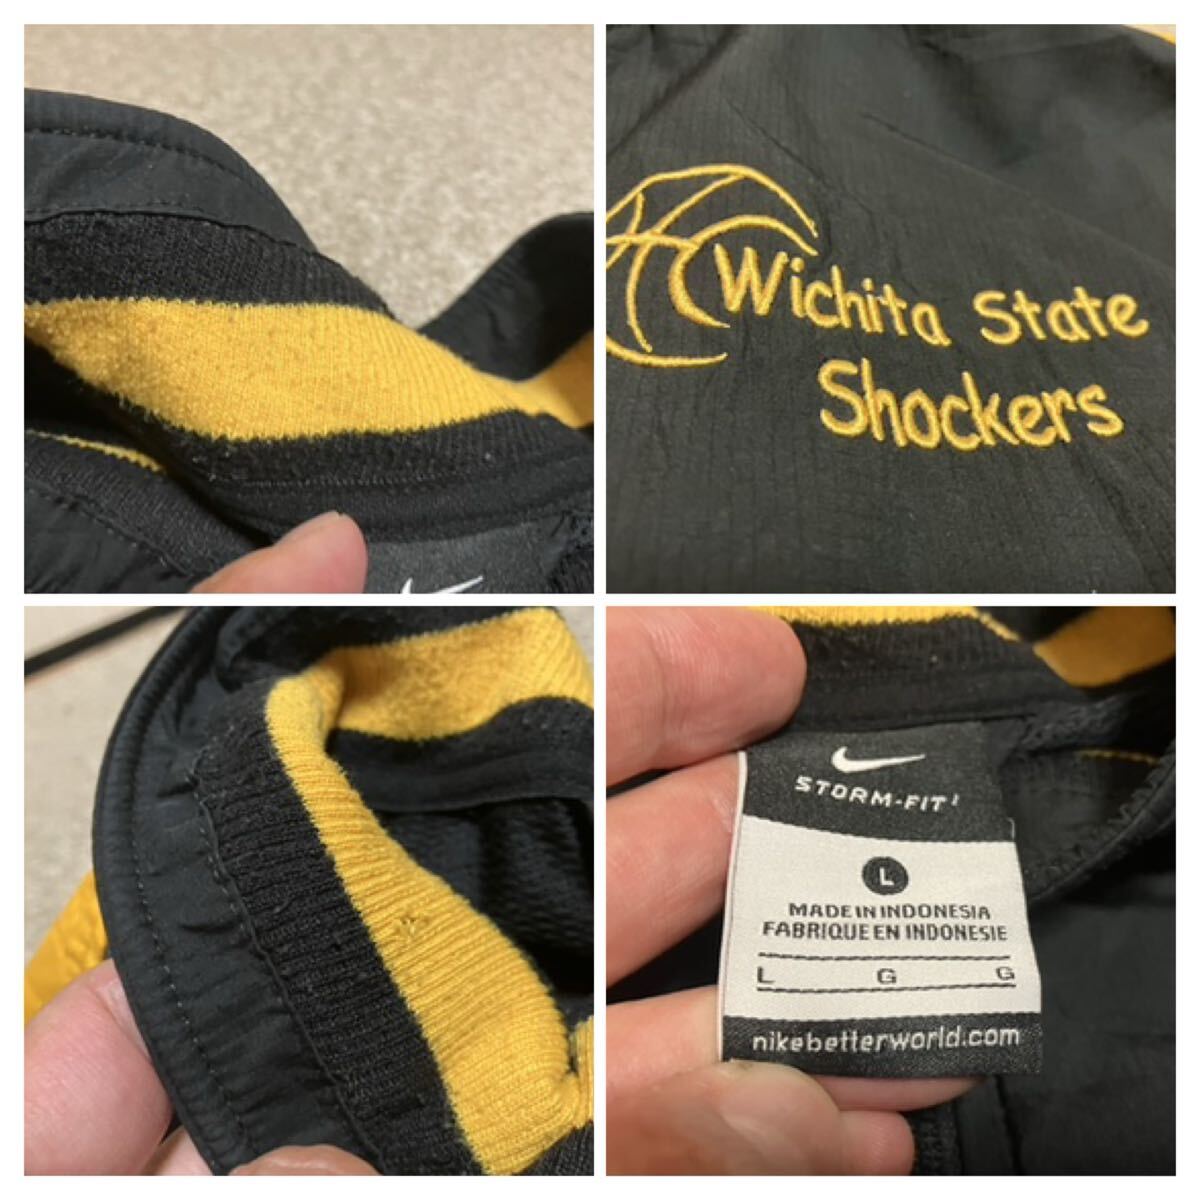 Wichita State
Shockers
STORM-FIT
L
MADE IN INDONESIA
FABRIQUE EN INDONESIE
L G G
nikebetterworld.com